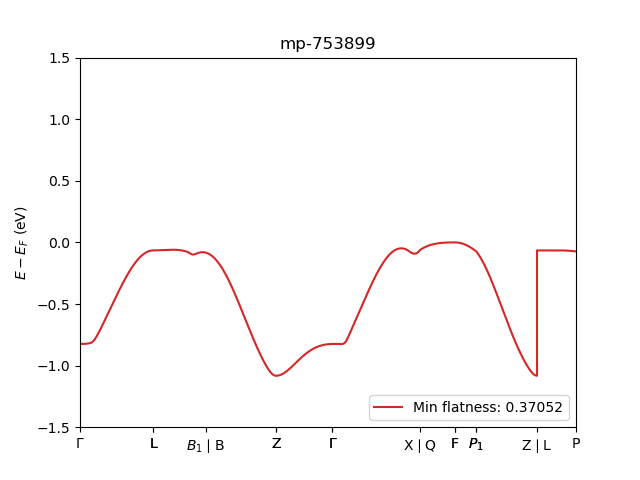 mp-753899
1.5
1.0
0.5
0.0
−0.5
−1.0
−1.5
E − E_F (eV)
Γ L B₁ | B Z Γ X | Q F P₁ Z | L P
Min flatness: 0.37052